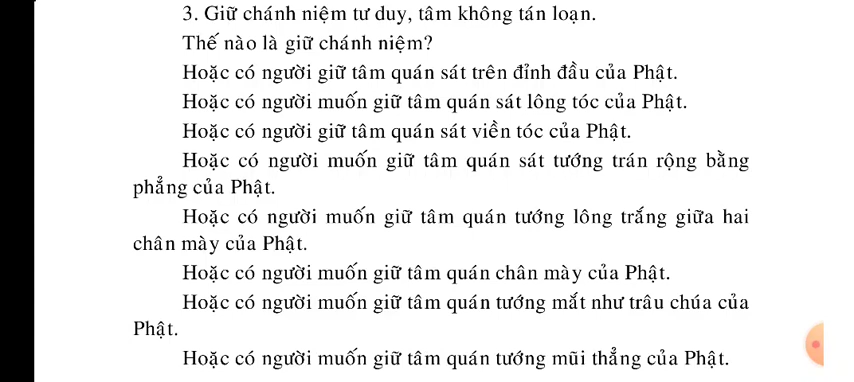 3. Giữ chánh niệm tư duy, tâm không tán loạn.
Thế nào là giữ chánh niệm?
Hoặc có người giữ tâm quán sát trên đỉnh đầu của Phật.
Hoặc có người muốn giữ tâm quán sát lông tóc của Phật.
Hoặc có người giữ tâm quán sát viền tóc của Phật.
Hoặc có người muốn giữ tâm quán sát tướng trán rộng bằng
phẳng của Phật.
Hoặc có người muốn giữ tâm quán tướng lông trắng giữa hai
chân mày của Phật.
Hoặc có người muốn giữ tâm quán chân mày của Phật.
Hoặc có người muốn giữ tâm quán tướng mắt như trâu chúa của
Phật.
Hoặc có người muốn giữ tâm quán tướng mũi thẳng của Phật.